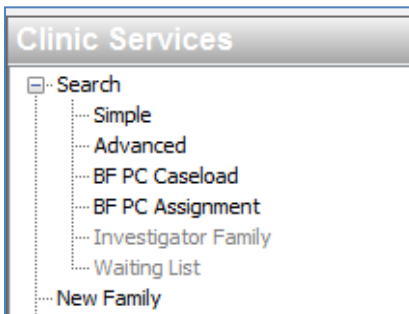 Clinic Services
Search
Simple
Advanced
BF PC Caseload
BF PC Assignment
Investigator Family
Waiting List
New Family